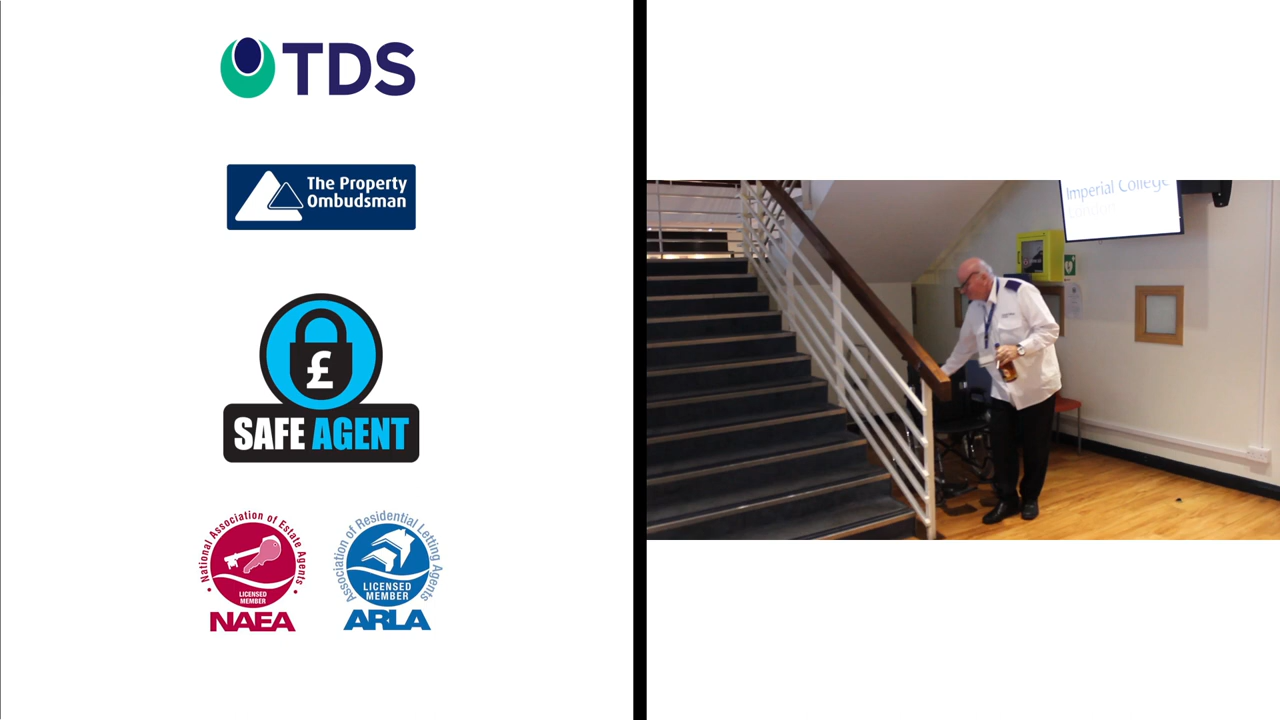 TDS
The Property
Ombudsman
£
SAFE AGENT
National Association of Estate Agents
LICENSED
MEMBER
NAEA
Association of Residential Letting Agents
LICENSED
MEMBER
ARLA
Imperial College
London